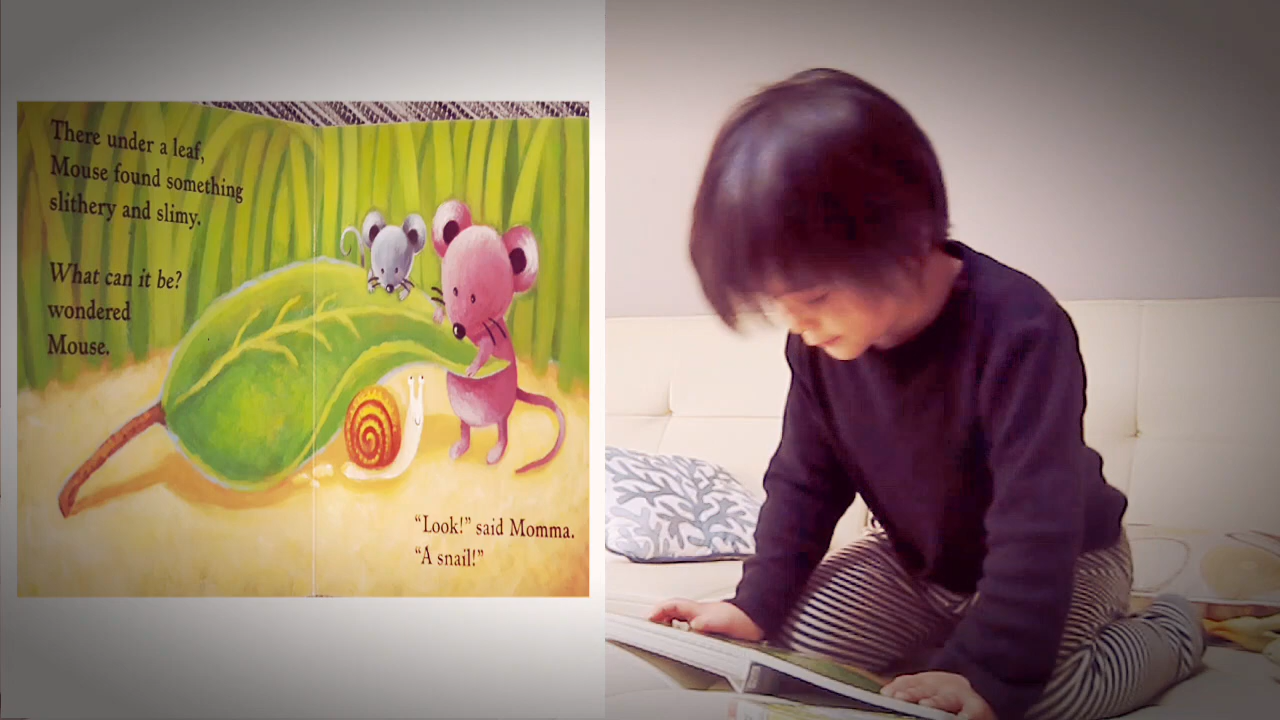 There under a leaf,
Mouse found something
slithery and slimy.
What can it be?
wondered
Mouse.
“Look!” said Momma.
“A snail!”